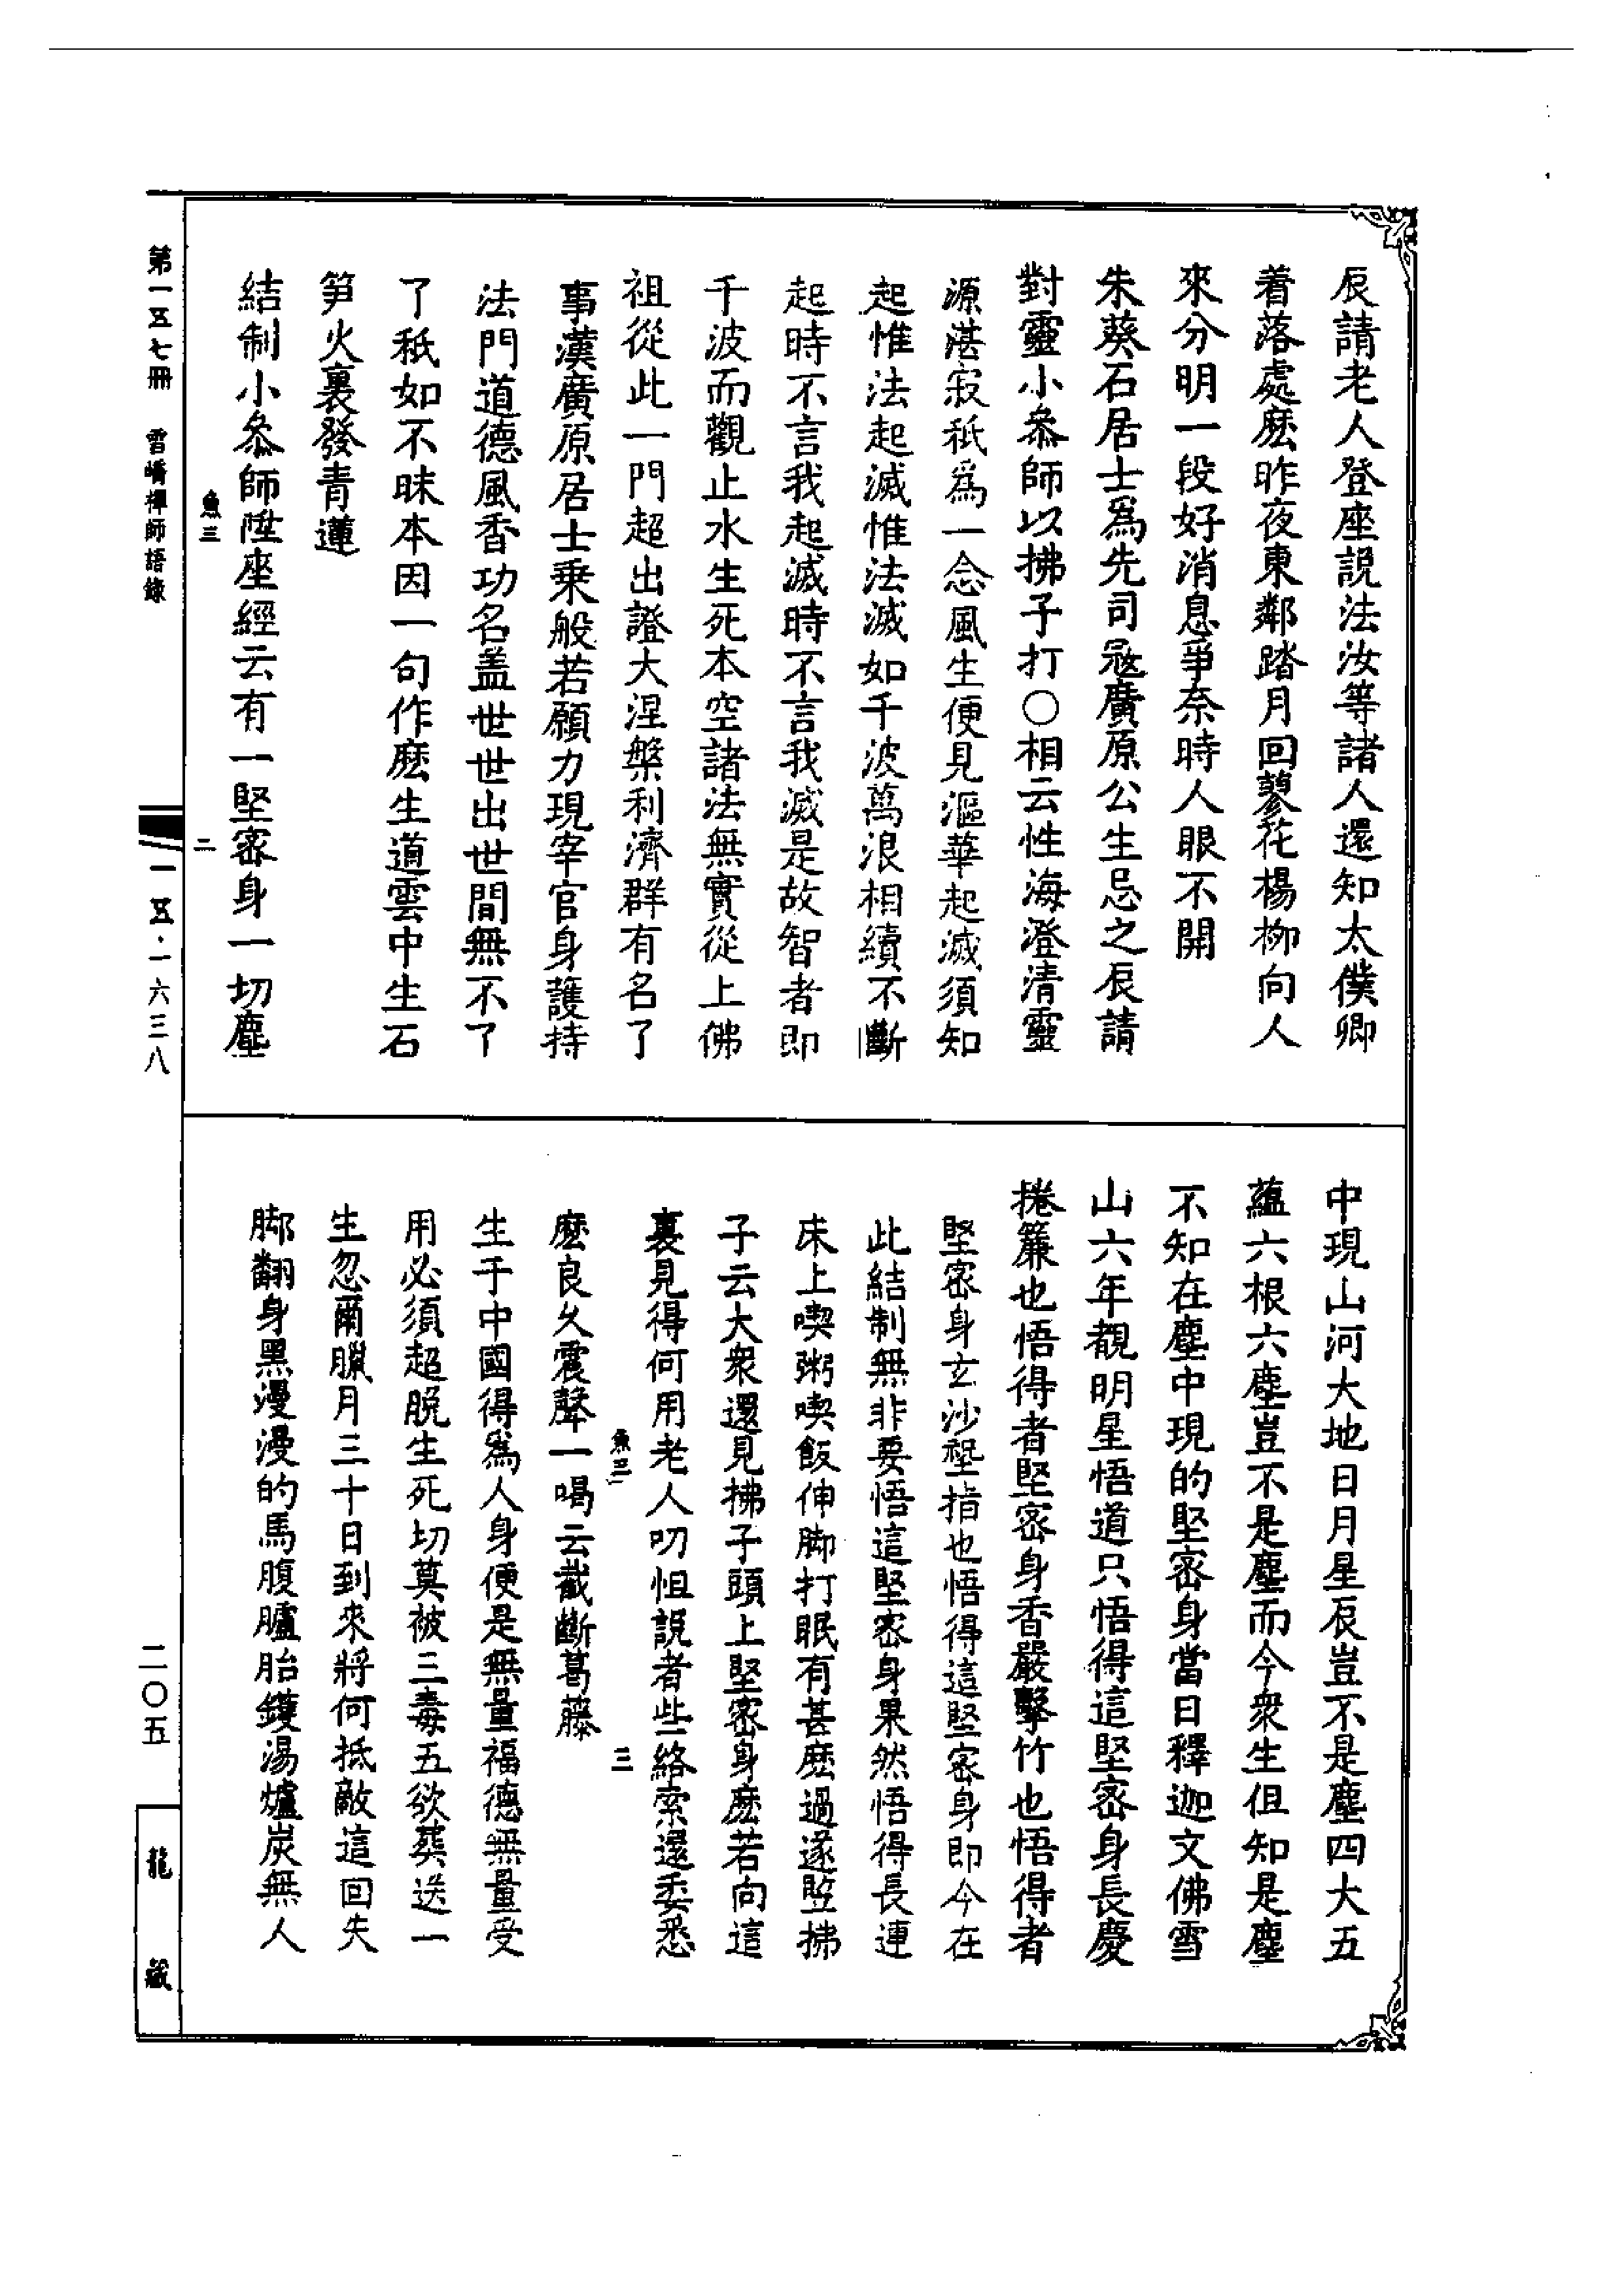 辰請老人登座説法汝等諸人還知太僕卿
着落處麽昨夜東鄰踏月回蓼花楊柳向人
來分明一段好消息爭奈時人眼不開
朱葵石居士爲先司寇廣原公生忌之辰請
對靈小叅師以拂子打〇相云性海澄清靈
源湛寂秖爲一念風生便見漚華起滅須知
起惟法起滅惟法滅如千波萬浪相續不斷
起時不言我起滅時不言我滅是故智者即
千波而觀止水生死本空諸法無實從上佛
祖從此一門超出證大涅槃利濟群有名了
事漢廣原居士乗般若願力現宰官身護持
法門道德風香功名盖世世出世間無不了
了秖如不昧本因一句作麽生道雲中生石
笋火裏發青蓮
結制小叅師陞座經云有一堅宻身一切塵
魚三
二
中現山河大地日月星辰豈不是塵四大五
蘊六根六塵豈不是塵而今衆生但知是塵
不知在塵中現的堅宻身當日釋迦文佛雪
山六年覩明星悟道只悟得這堅宻身長慶
捲簾也悟得者堅宻身香嚴擊竹也悟得者
堅宻身玄沙𡎺指也悟得這堅宻身即今在
此結制無非要悟這堅宻身果然悟得長連
床上喫粥喫飯伸脚打眠有甚麽過遂竪拂
子云大衆還見拂子頭上堅宻身麽若向這
裏見得何用老人叨怛説者些絡索還委悉
魚三
三
麽良久震聲一喝云截斷葛藤
生于中國得爲人身便是無量福德無量受
用必須超脱生死切莫被三毒五欲葬送一
生忽爾臘月三十日到來將何抵敵這回失
脚翻身黑漫漫的馬腹驢胎鑊湯爐炭無人
第一五七冊 雪嶠禪師語錄
一五·一六三八
二〇五
龍藏